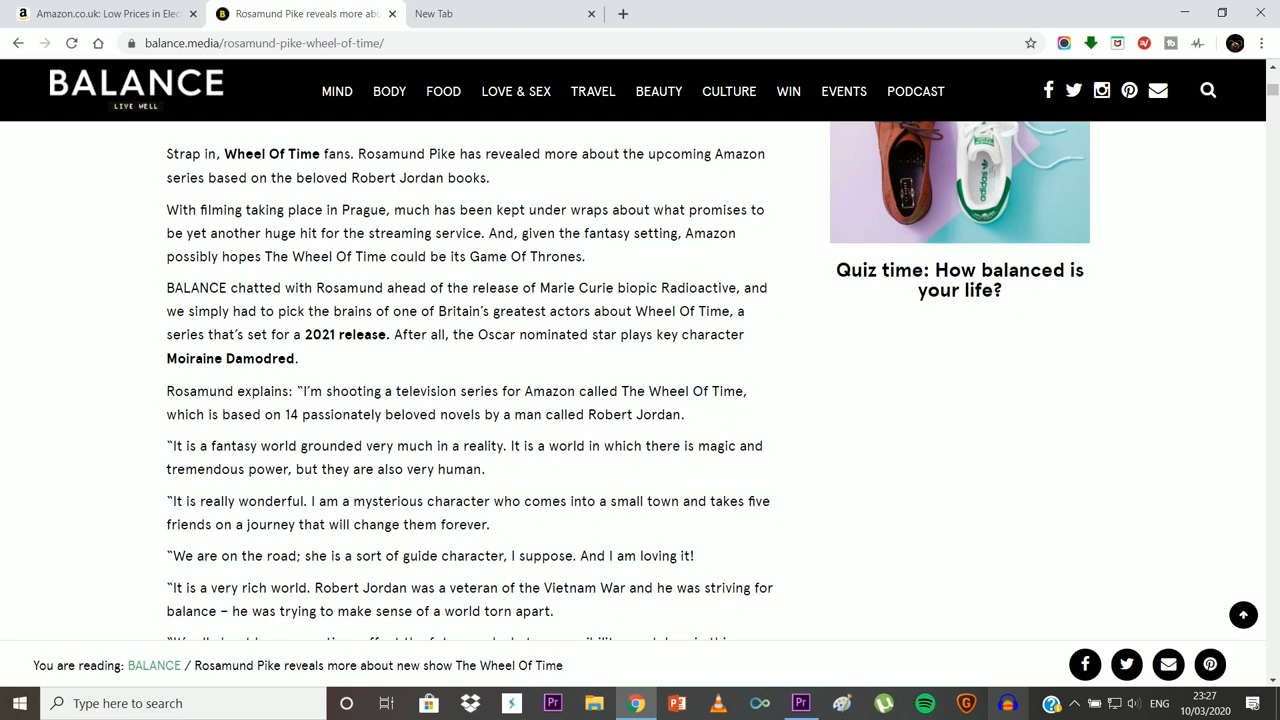 Amazon.co.uk: Low Prices in Elect
Rosamund Pike reveals more abo
New Tab
balance.media/rosamund-pike-wheel-of-time/
BALANCE
LIVE WELL
MIND BODY FOOD LOVE & SEX TRAVEL BEAUTY CULTURE WIN EVENTS PODCAST
Strap in, Wheel Of Time fans. Rosamund Pike has revealed more about the upcoming Amazon
series based on the beloved Robert Jordan books.
With filming taking place in Prague, much has been kept under wraps about what promises to
be yet another huge hit for the streaming service. And, given the fantasy setting, Amazon
possibly hopes The Wheel Of Time could be its Game Of Thrones.
BALANCE chatted with Rosamund ahead of the release of Marie Curie biopic Radioactive, and
we simply had to pick the brains of one of Britain’s greatest actors about Wheel Of Time, a
series that’s set for a 2021 release. After all, the Oscar nominated star plays key character
Moiraine Damodred.
Rosamund explains: “I’m shooting a television series for Amazon called The Wheel Of Time,
which is based on 14 passionately beloved novels by a man called Robert Jordan.
“It is a fantasy world grounded very much in a reality. It is a world in which there is magic and
tremendous power, but they are also very human.
“It is really wonderful. I am a mysterious character who comes into a small town and takes five
friends on a journey that will change them forever.
“We are on the road; she is a sort of guide character, I suppose. And I am loving it!
“It is a very rich world. Robert Jordan was a veteran of the Vietnam War and he was striving for
balance – he was trying to make sense of a world torn apart.
adidas
Quiz time: How balanced is
your life?
You are reading: BALANCE / Rosamund Pike reveals more about new show The Wheel Of Time
Type here to search
ENG
23:27
10/03/2020